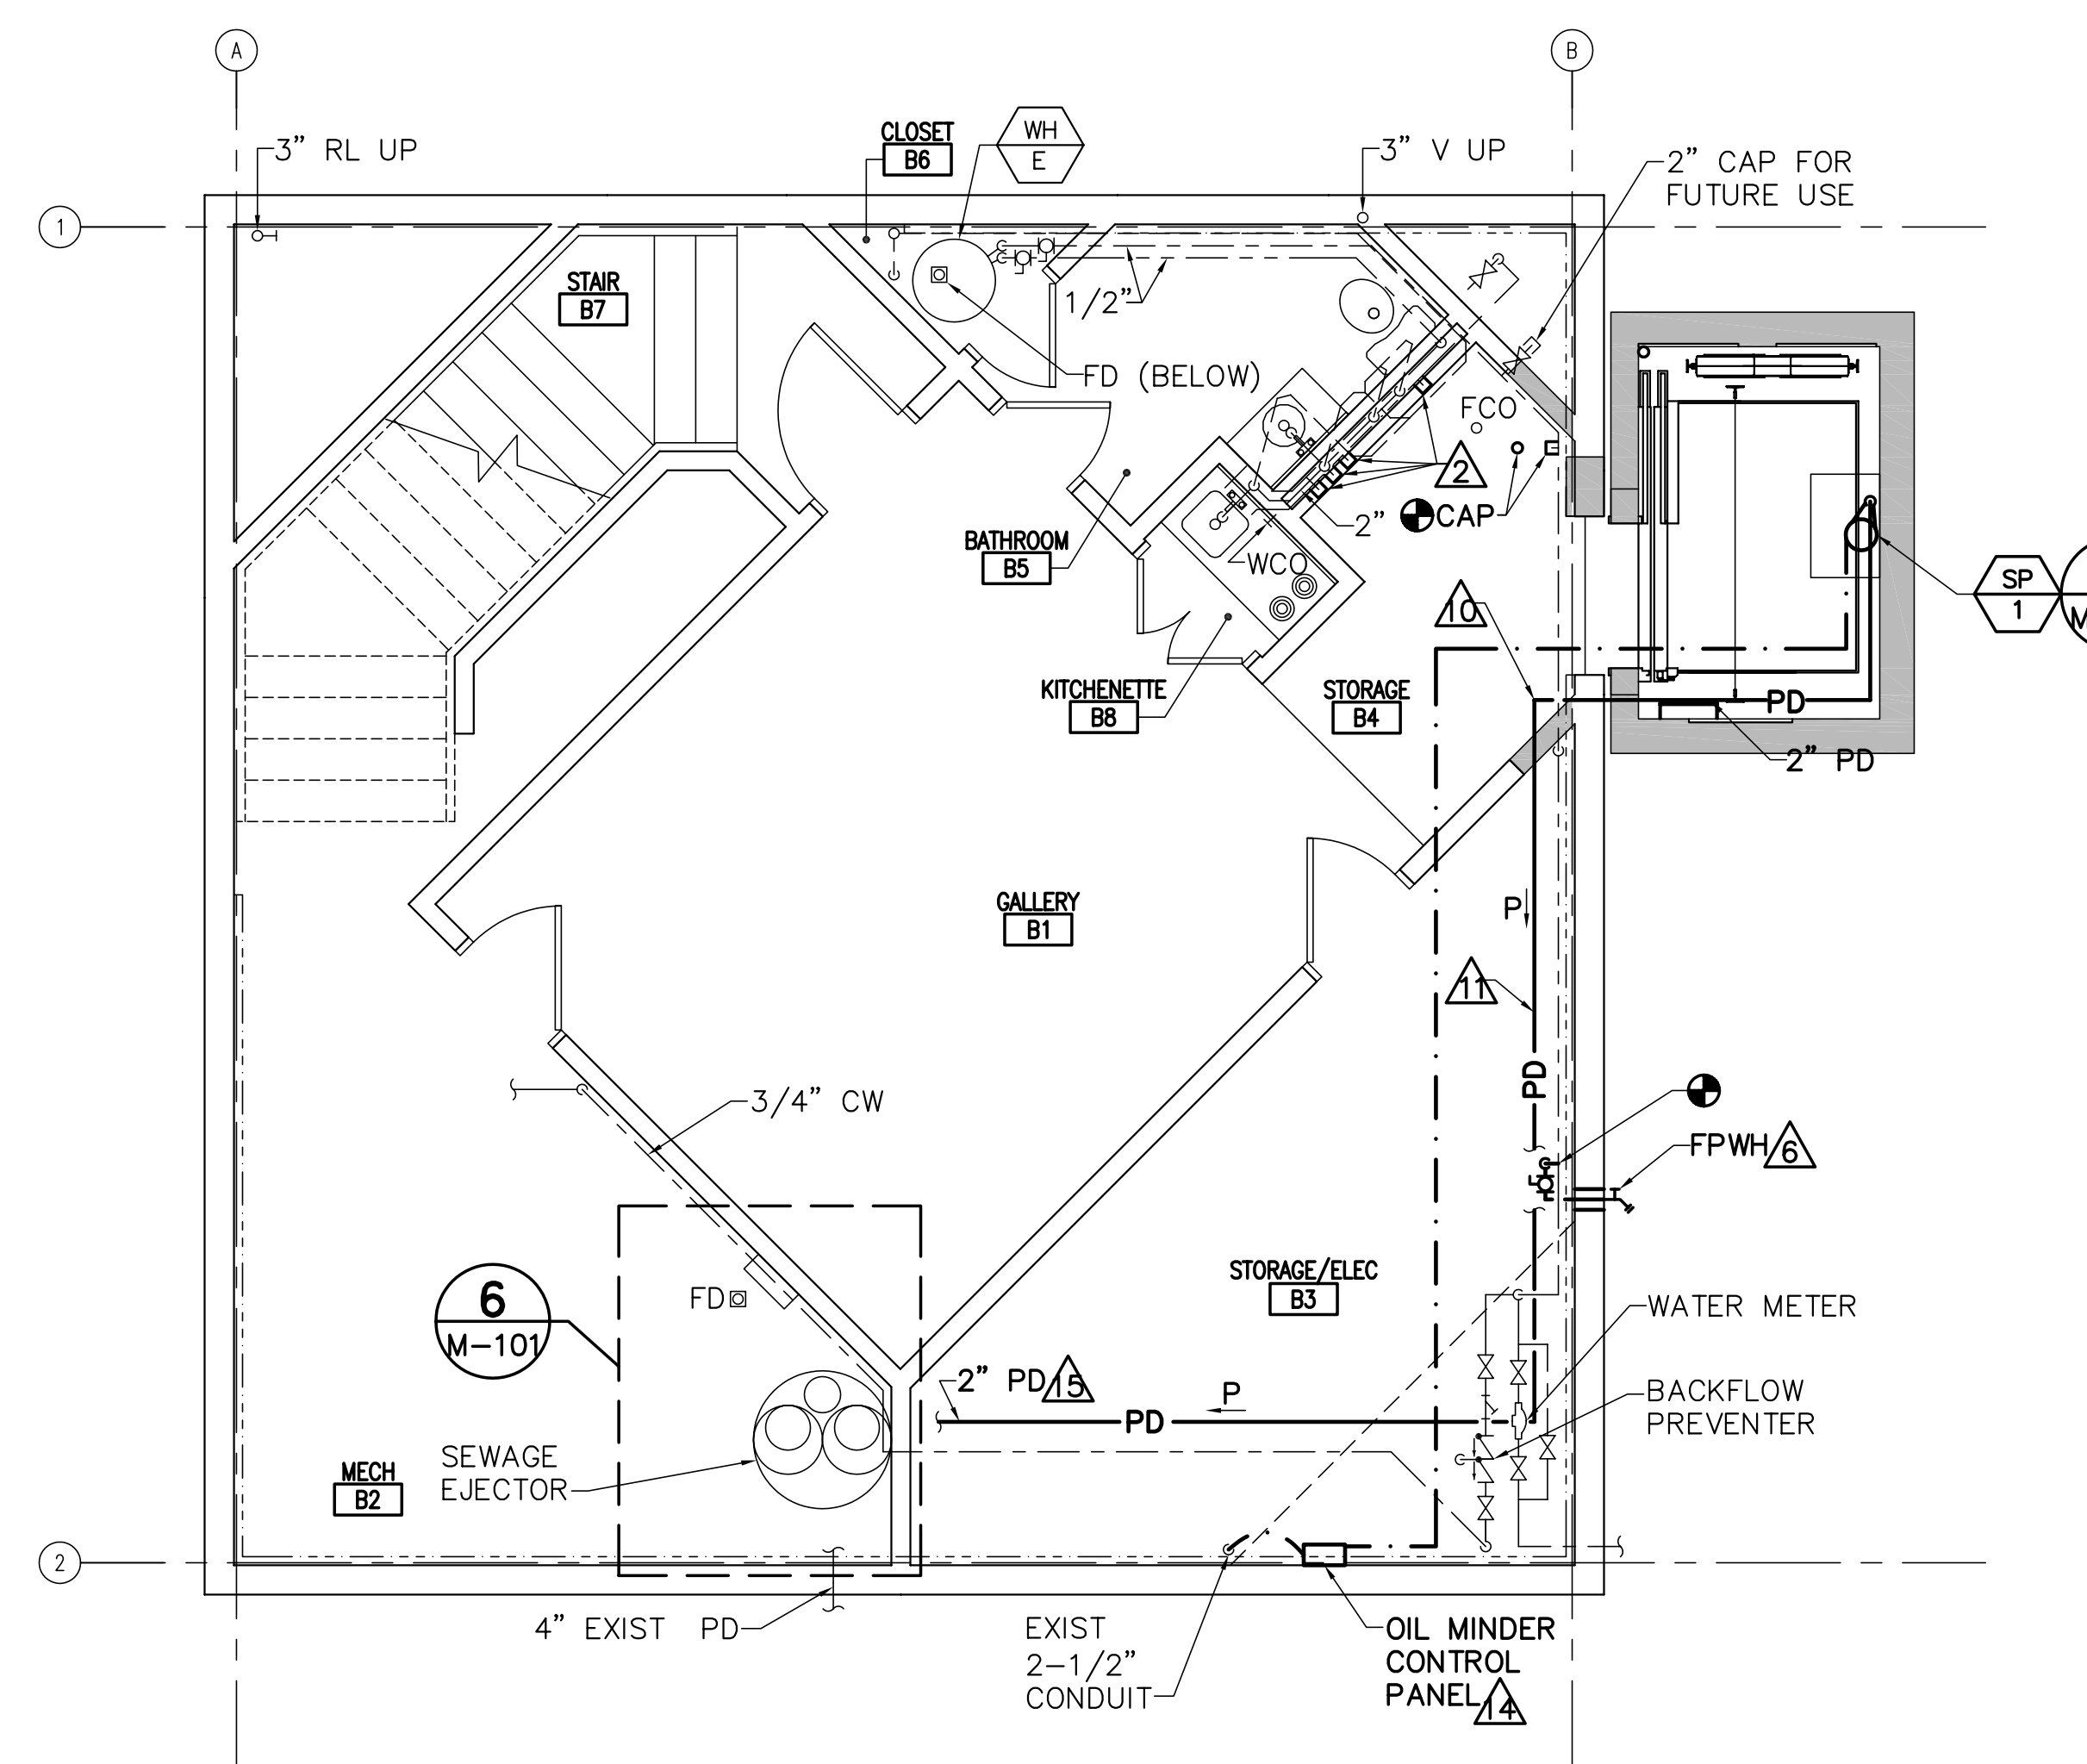 A
B
3” RL UP
CLOSET
B6
WH
E
3” V UP
2” CAP FOR
FUTURE USE
1
STAIR
B7
1/2”
FD (BELOW)
FCO
2
2”
CAP
BATHROOM
B5
WCO
SP
1
M
10
KITCHENETTE
B8
STORAGE
B4
PD
2” PD
GALLERY
B1
P
11
PD
3/4” CW
FPWH
6
STORAGE/ELEC
B3
FD
6
M-101
WATER METER
2” PD
15
P
PD
BACKFLOW
PREVENTER
SEWAGE
EJECTOR
MECH
B2
2
4” EXIST PD
EXIST
2-1/2”
CONDUIT
OIL MINDER
CONTROL
PANEL
14